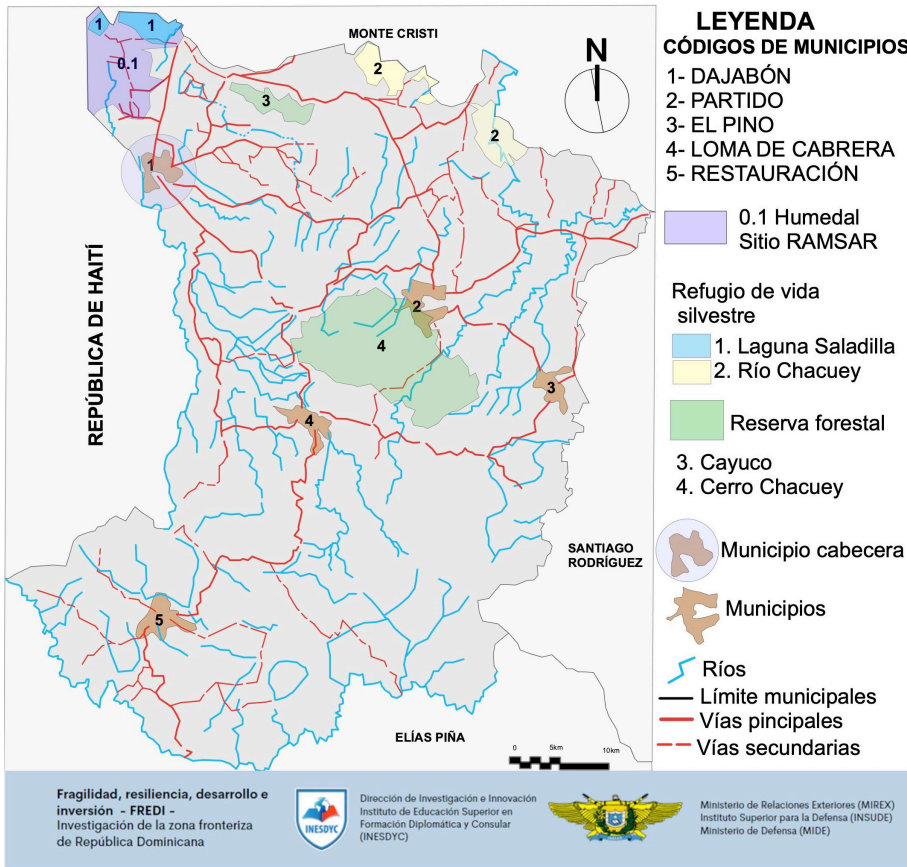 MONTE CRISTI
N
1
1
0.1
2
3
2
1
2
4
3
4
5
REPÚBLICA DE HAITÍ
SANTIAGO
RODRÍGUEZ
ELÍAS PIÑA
0 5km 10km
LEYENDA
CÓDIGOS DE MUNICIPIOS
1- DAJABÓN
2- PARTIDO
3- EL PINO
4- LOMA DE CABRERA
5- RESTAURACIÓN
0.1 Humedal
Sitio RAMSAR
Refugio de vida
silvestre
1. Laguna Saladilla
2. Río Chacuey
Reserva forestal
3. Cayuco
4. Cerro Chacuey
Municipio cabecera
Municipios
Ríos
Límite municipales
Vías pincipales
Vías secundarias
Fragilidad, resiliencia, desarrollo e
inversión - FREDI -
Investigación de la zona fronteriza
de República Dominicana
INESDYC
Dirección de Investigación e Innovación
Instituto de Educación Superior en
Formación Diplomática y Consular
(INESDYC)
Ministerio de Relaciones Exteriores (MIREX)
Instituto Superior para la Defensa (INSUDE)
Ministerio de Defensa (MIDE)